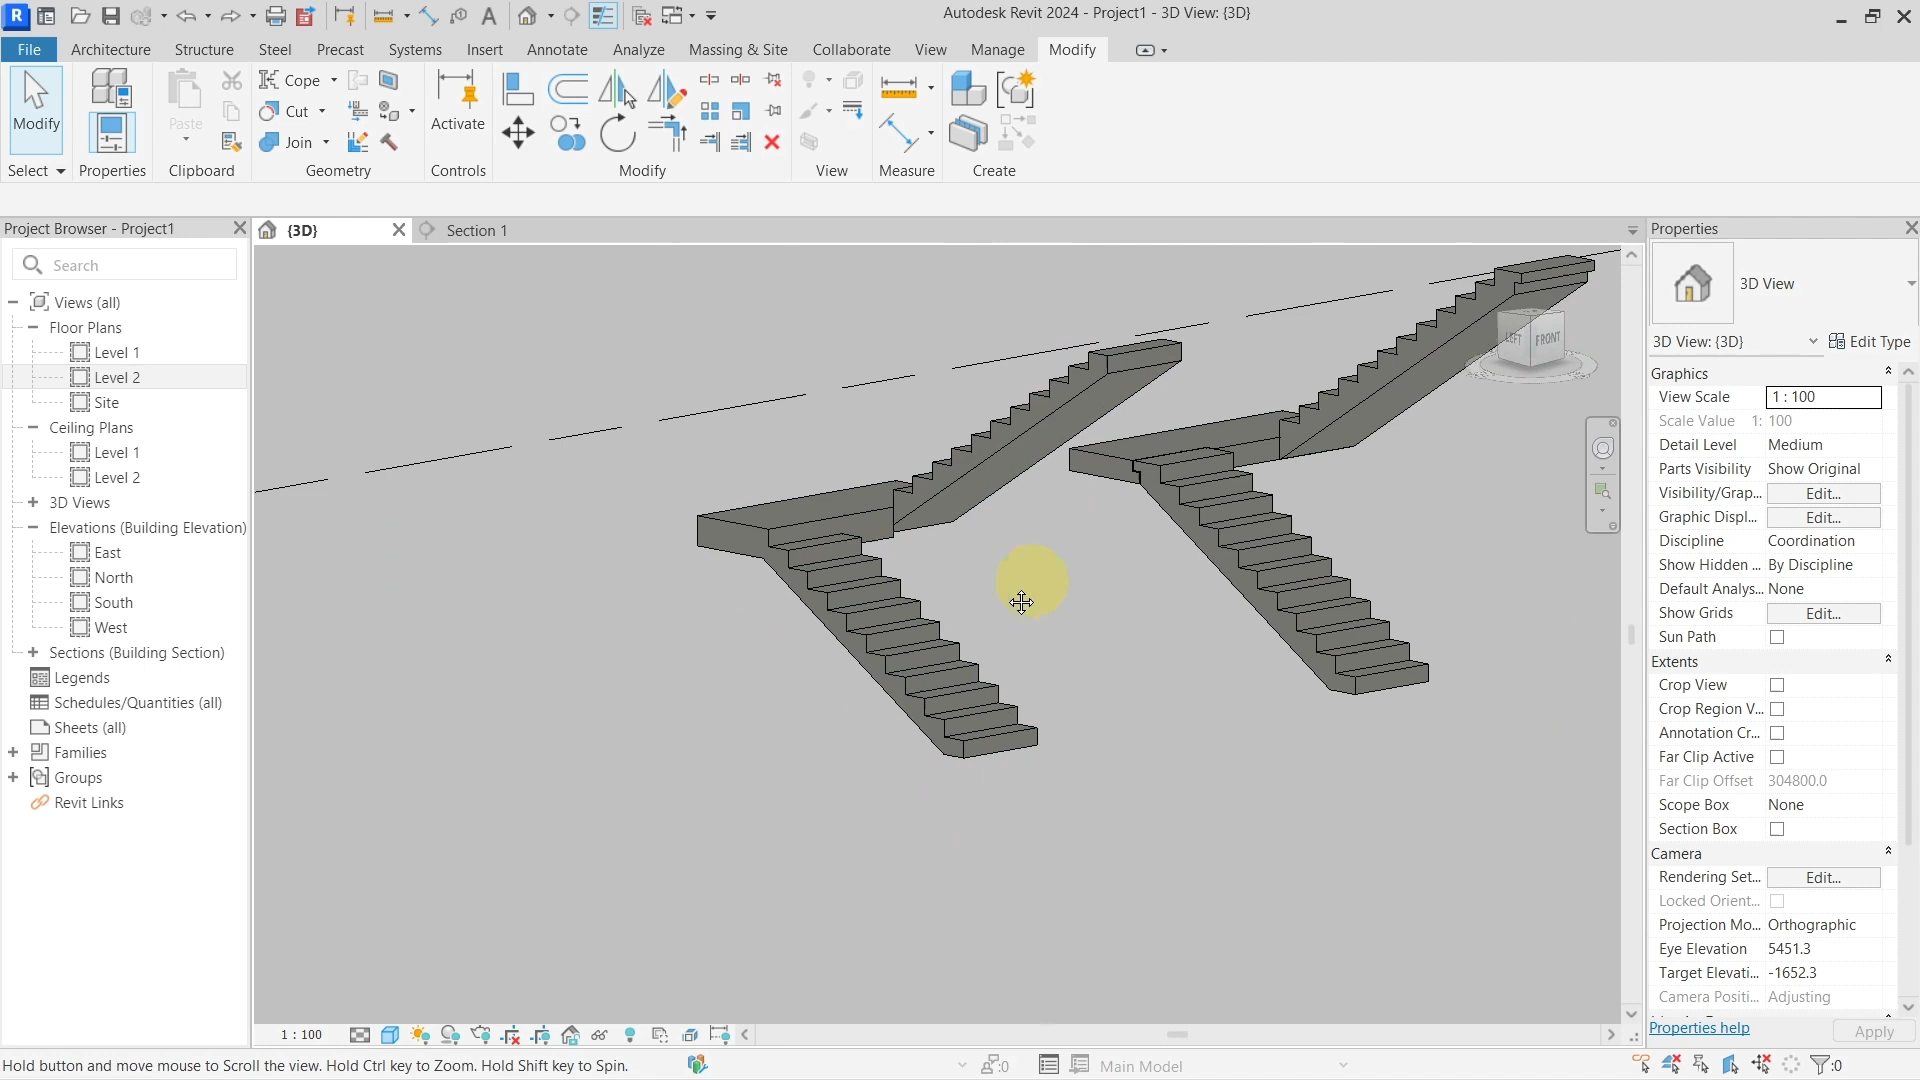 Autodesk Revit 2024 - Project1 - 3D View: {3D}
File Architecture Structure Steel Precast Systems Insert Annotate Analyze Massing & Site Collaborate View Manage Modify
Modify
Paste
Cope
Cut
Join
Activate
Select Properties Clipboard Geometry Controls Modify View Measure Create
Project Browser - Project1
{3D}
Section 1
Search
Views (all)
Floor Plans
Level 1
Level 2
Site
Ceiling Plans
Level 1
Level 2
3D Views
Elevations (Building Elevation)
East
North
South
West
Sections (Building Section)
Legends
Schedules/Quantities (all)
Sheets (all)
Families
Groups
Revit Links
LEFT FRONT
Properties
3D View
3D View: {3D} Edit Type
Graphics
View Scale 1 : 100
Scale Value 1: 100
Detail Level Medium
Parts Visibility Show Original
Visibility/Grap... Edit...
Graphic Displ... Edit...
Discipline Coordination
Show Hidden ... By Discipline
Default Analys... None
Show Grids Edit...
Sun Path
Extents
Crop View
Crop Region V...
Annotation Cr...
Far Clip Active
Far Clip Offset 304800.0
Scope Box None
Section Box
Camera
Rendering Set... Edit...
Locked Orient...
Projection Mo... Orthographic
Eye Elevation 5451.3
Target Elevati... -1652.3
Camera Positi... Adjusting
Properties help Apply
1 : 100
Hold button and move mouse to Scroll the view. Hold Ctrl key to Zoom. Hold Shift key to Spin.
:0
Main Model
:0